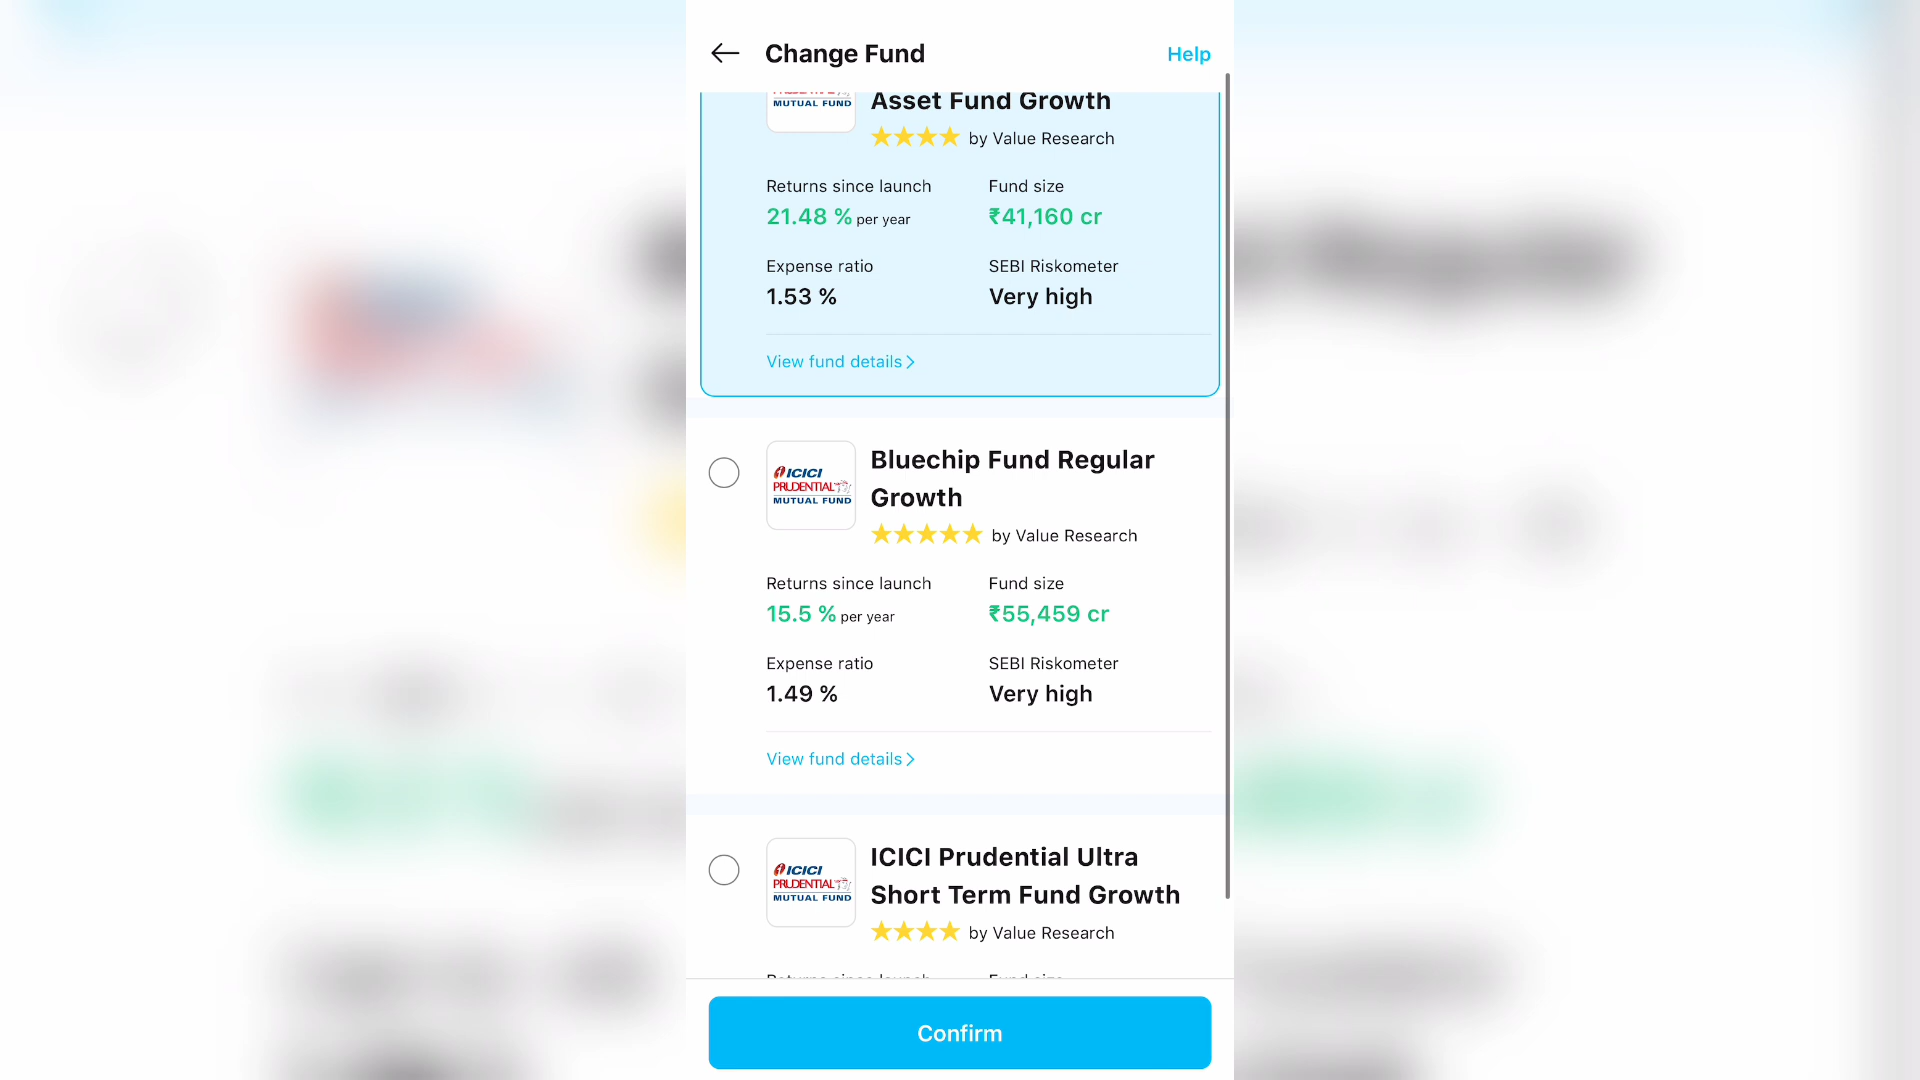 Change Fund
Help
MUTUAL FUND
Asset Fund Growth
by Value Research
Returns since launch
Fund size
21.48 % per year
₹41,160 cr
Expense ratio
SEBI Riskometer
1.53 %
Very high
View fund details
ICICI
PRUDENTIAL
MUTUAL FUND
Bluechip Fund Regular
Growth
by Value Research
Returns since launch
Fund size
15.5 % per year
₹55,459 cr
Expense ratio
SEBI Riskometer
1.49 %
Very high
View fund details
ICICI
PRUDENTIAL
MUTUAL FUND
ICICI Prudential Ultra
Short Term Fund Growth
by Value Research
Confirm